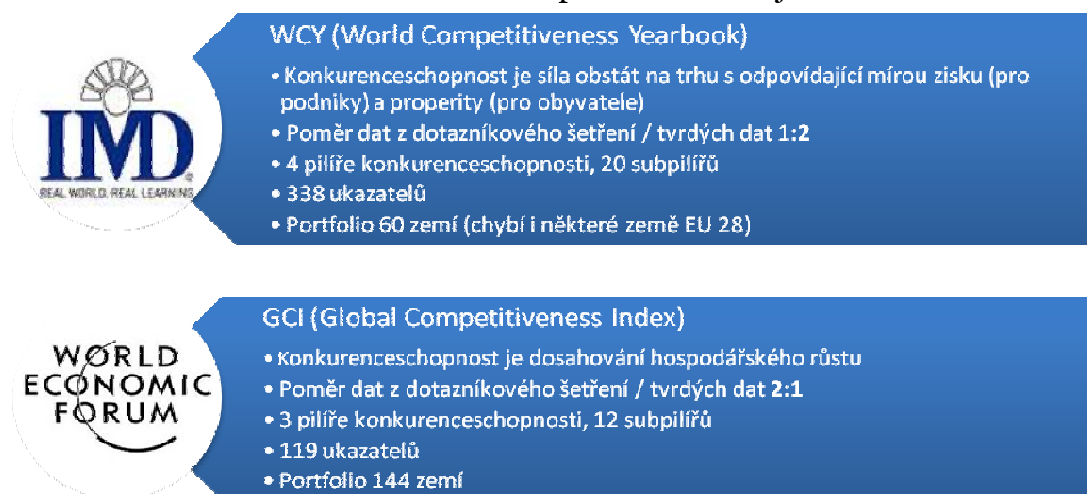 WCY (World Competitiveness Yearbook)
• Konkurenceschopnost je síla obstát na trhu s odpovídající mírou zisku (pro
podniky) a properity (pro obyvatele)
• Poměr dat z dotazníkového šetření / tvrdých dat 1:2
• 4 pilíře konkurenceschopnosti, 20 subpilířů
• 338 ukazatelů
• Portfolio 60 zemí (chybí i některé země EU 28)
IMD
REAL WORLD. REAL LEARNING
GCI (Global Competitiveness Index)
• Konkurenceschopnost je dosahování hospodářského růstu
• Poměr dat z dotazníkového šetření / tvrdých dat 2:1
• 3 pilíře konkurenceschopnosti, 12 subpilířů
• 119 ukazatelů
• Portfolio 144 zemí
WORLD
ECONOMIC
FORUM